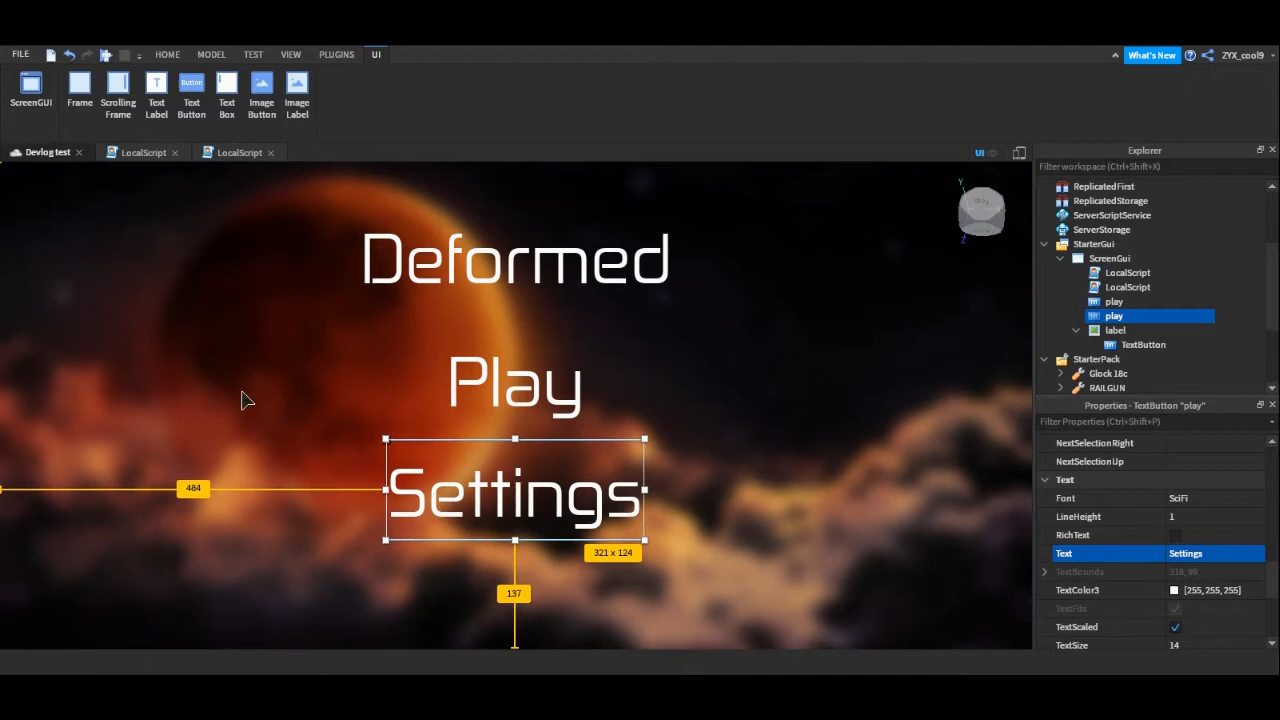 FILE HOME MODEL TEST VIEW PLUGINS UI What's New ZYX_cool9
ScreenGUI Frame Scrolling Frame Text Label Button Text Button Text Box Image Button Image Label
Devlog test LocalScript LocalScript UI
Explorer
Filter workspace (Ctrl+Shift+X)
ReplicatedFirst
ReplicatedStorage
ServerScriptService
ServerStorage
StarterGui
ScreenGui
LocalScript
LocalScript
play
play
label
TextButton
StarterPack
Glock 18c
RAILGUN
Y
Z
Deformed
Play
Settings
484
321 x 124
137
Properties - TextButton "play"
Filter Properties (Ctrl+Shift+P)
NextSelectionRight
NextSelectionUp
Text
Font SciFi
LineHeight 1
RichText
Text Settings
TextBounds 318, 99
TextColor3 [255, 255, 255]
TextFits
TextScaled
TextSize 14